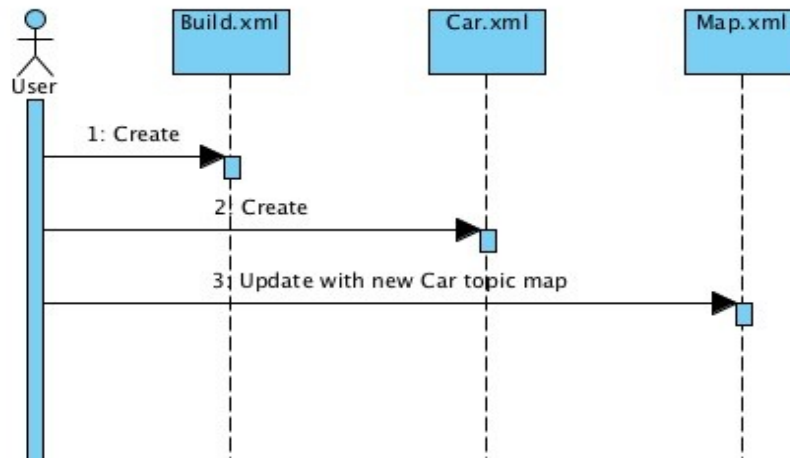 Build.xml
Car.xml
Map.xml
User
1: Create
2: Create
3: Update with new Car topic map